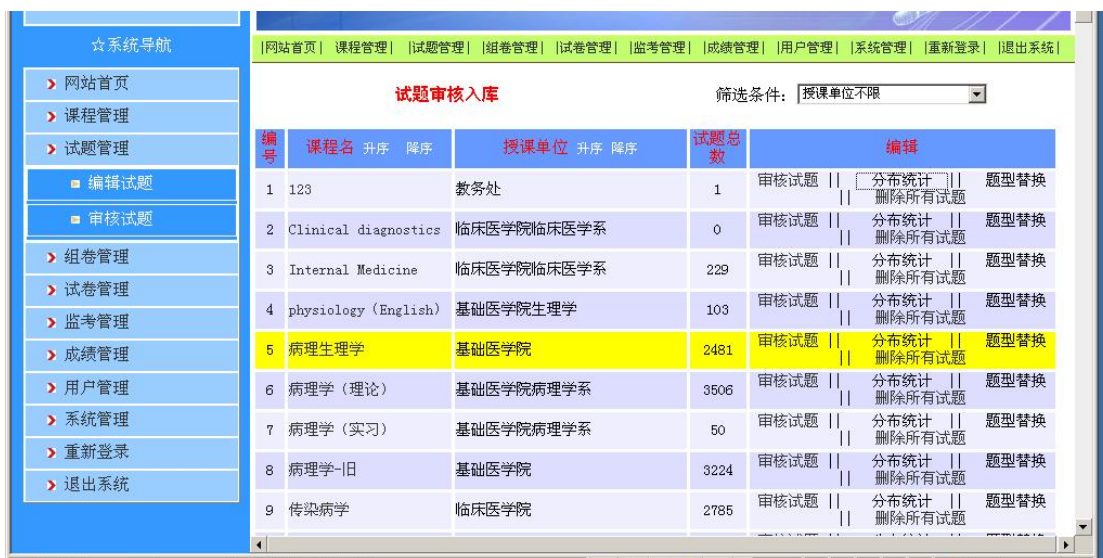 ☆系统导航
|网站首页| 课程管理| |试题管理| |组卷管理| |试卷管理| |监考管理| |成绩管理| |用户管理| |系统管理| |重新登录| |退出系统|
网站首页
课程管理
试题管理
编辑试题
审核试题
组卷管理
试卷管理
监考管理
成绩管理
用户管理
系统管理
重新登录
退出系统
试题审核入库 筛选条件： 授课单位不限
编号 课程名 升序 降序 授课单位 升序 降序 试题总数 编辑
1 123 教务处 1 审核试题 || 分布统计 || 题型替换
|| 删除所有试题
2 Clinical diagnostics 临床医学院临床医学系 0 审核试题 || 分布统计 || 题型替换
|| 删除所有试题
3 Internal Medicine 临床医学院临床医学系 229 审核试题 || 分布统计 || 题型替换
|| 删除所有试题
4 physiology (English) 基础医学院生理学 103 审核试题 || 分布统计 || 题型替换
|| 删除所有试题
5 病理生理学 基础医学院 2481 审核试题 || 分布统计 || 题型替换
|| 删除所有试题
6 病理学（理论） 基础医学院病理学系 3506 审核试题 || 分布统计 || 题型替换
|| 删除所有试题
7 病理学（实习） 基础医学院病理学系 50 审核试题 || 分布统计 || 题型替换
|| 删除所有试题
8 病理学-旧 基础医学院 3224 审核试题 || 分布统计 || 题型替换
|| 删除所有试题
9 传染病学 临床医学院 2785 审核试题 || 分布统计 || 题型替换
|| 删除所有试题